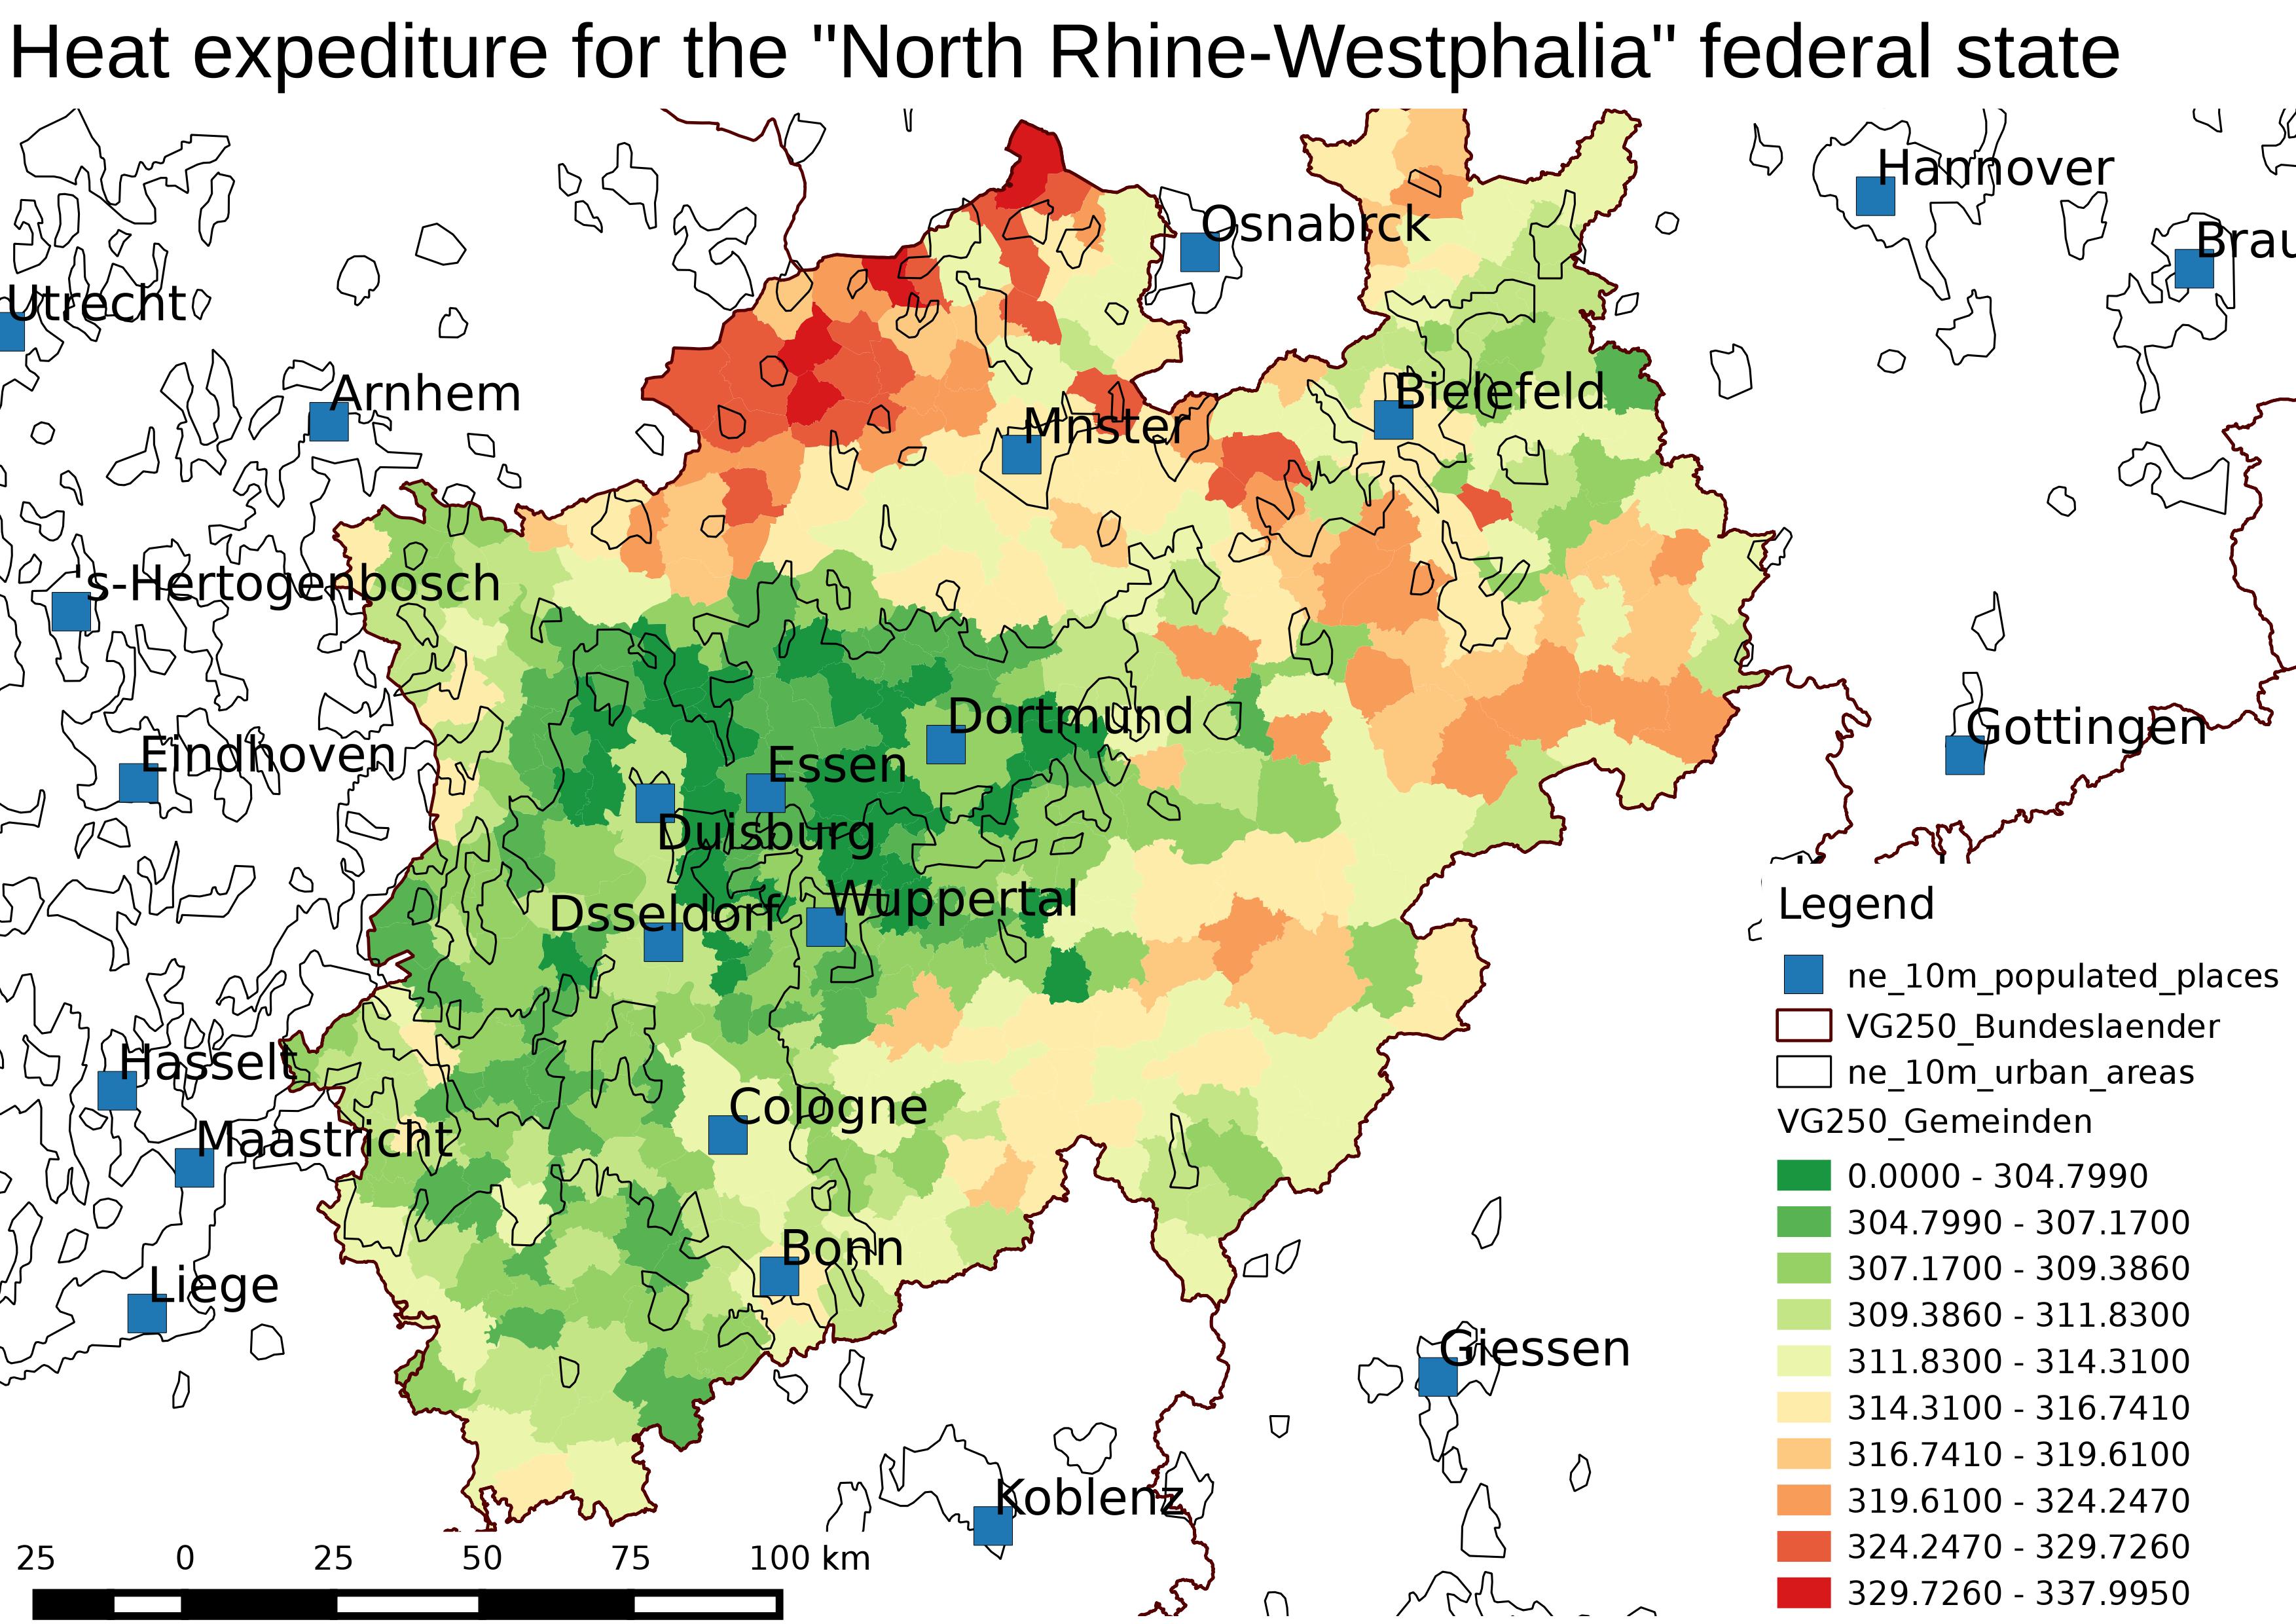 Heat expediture for the "North Rhine-Westphalia" federal state
Hannover
Osnabrck
Brau
Utrecht
Arnhem
Bielefeld
Mnster
's-Hertogenbosch
Dortmund
Gottingen
Eindhoven
Essen
Duisburg
Wuppertal
Dsseldorf
Legend
ne_10m_populated_places
VG250_Bundeslaender
Hasselt
ne_10m_urban_areas
Cologne
VG250_Gemeinden
Maastricht
0.0000 - 304.7990
304.7990 - 307.1700
Bonn
307.1700 - 309.3860
Liege
309.3860 - 311.8300
Giessen
311.8300 - 314.3100
314.3100 - 316.7410
316.7410 - 319.6100
Koblenz
319.6100 - 324.2470
324.2470 - 329.7260
329.7260 - 337.9950
25 0 25 50 75 100 km